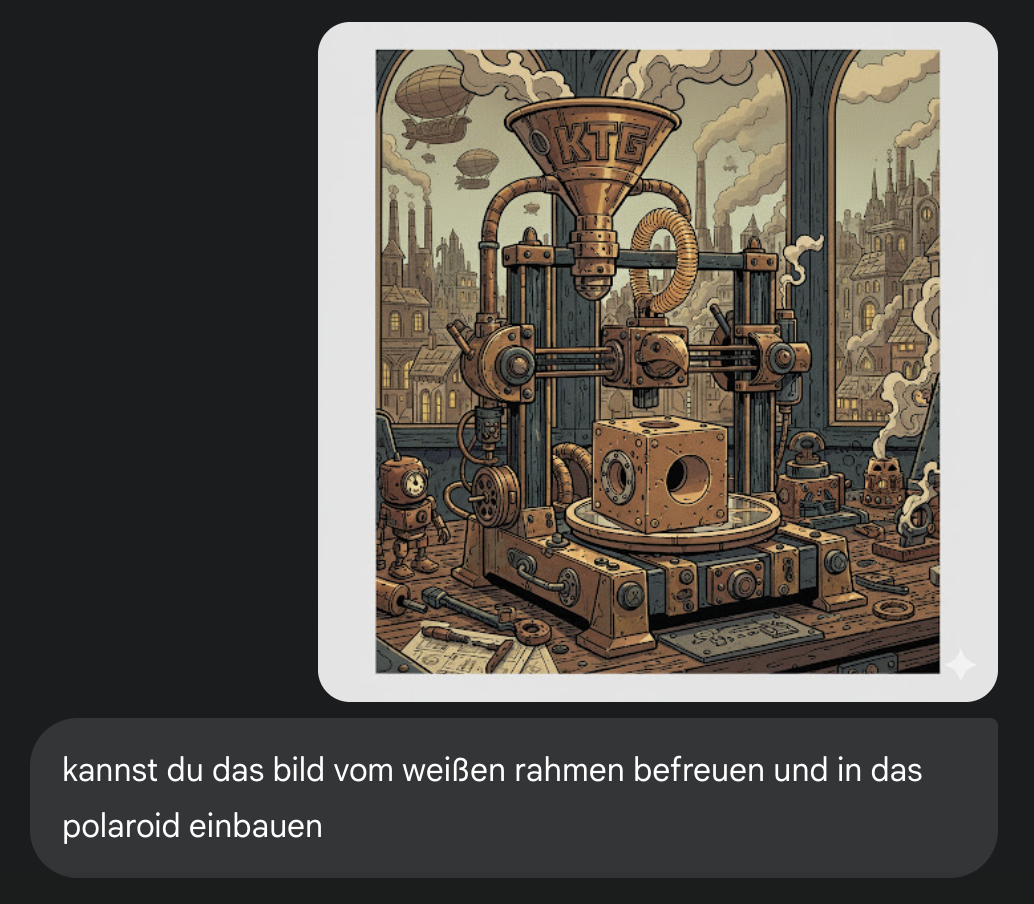 KTG
kannst du das bild vom weißen rahmen befreuen und in das
polaroid einbauen